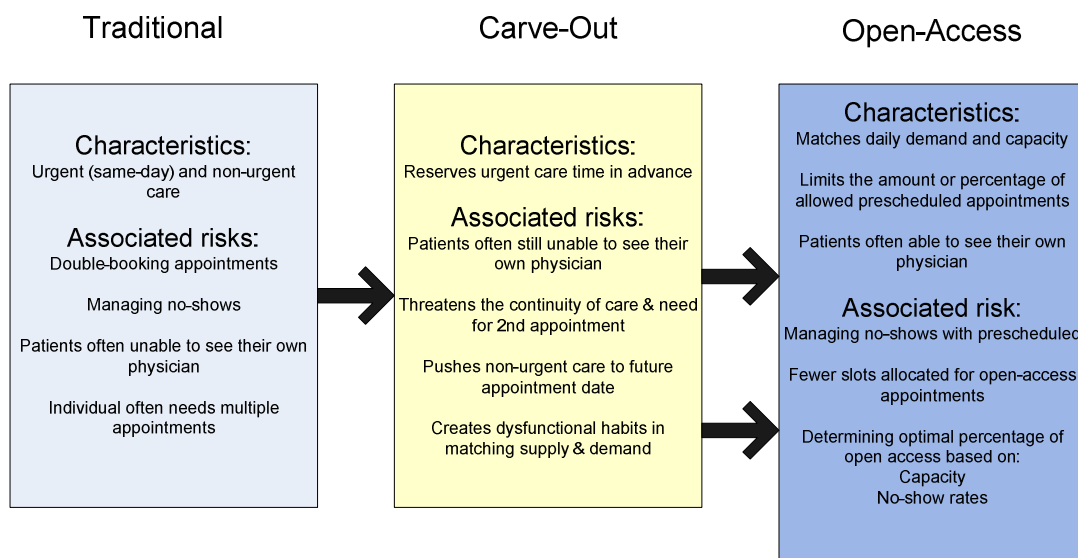 Traditional
Characteristics:
Urgent (same-day) and non-urgent
care
Associated risks:
Double-booking appointments
Managing no-shows
Patients often unable to see their own
physician
Individual often needs multiple
appointments
Carve-Out
Characteristics:
Reserves urgent care time in advance
Associated risks:
Patients often still unable to see their
own physician
Threatens the continuity of care & need
for 2nd appointment
Pushes non-urgent care to future
appointment date
Creates dysfunctional habits in
matching supply & demand
Open-Access
Characteristics:
Matches daily demand and capacity
Limits the amount or percentage of
allowed prescheduled appointments
Patients often able to see their own
physician
Associated risk:
Managing no-shows with prescheduled
Fewer slots allocated for open-access
appointments
Determining optimal percentage of
open access based on:
Capacity
No-show rates